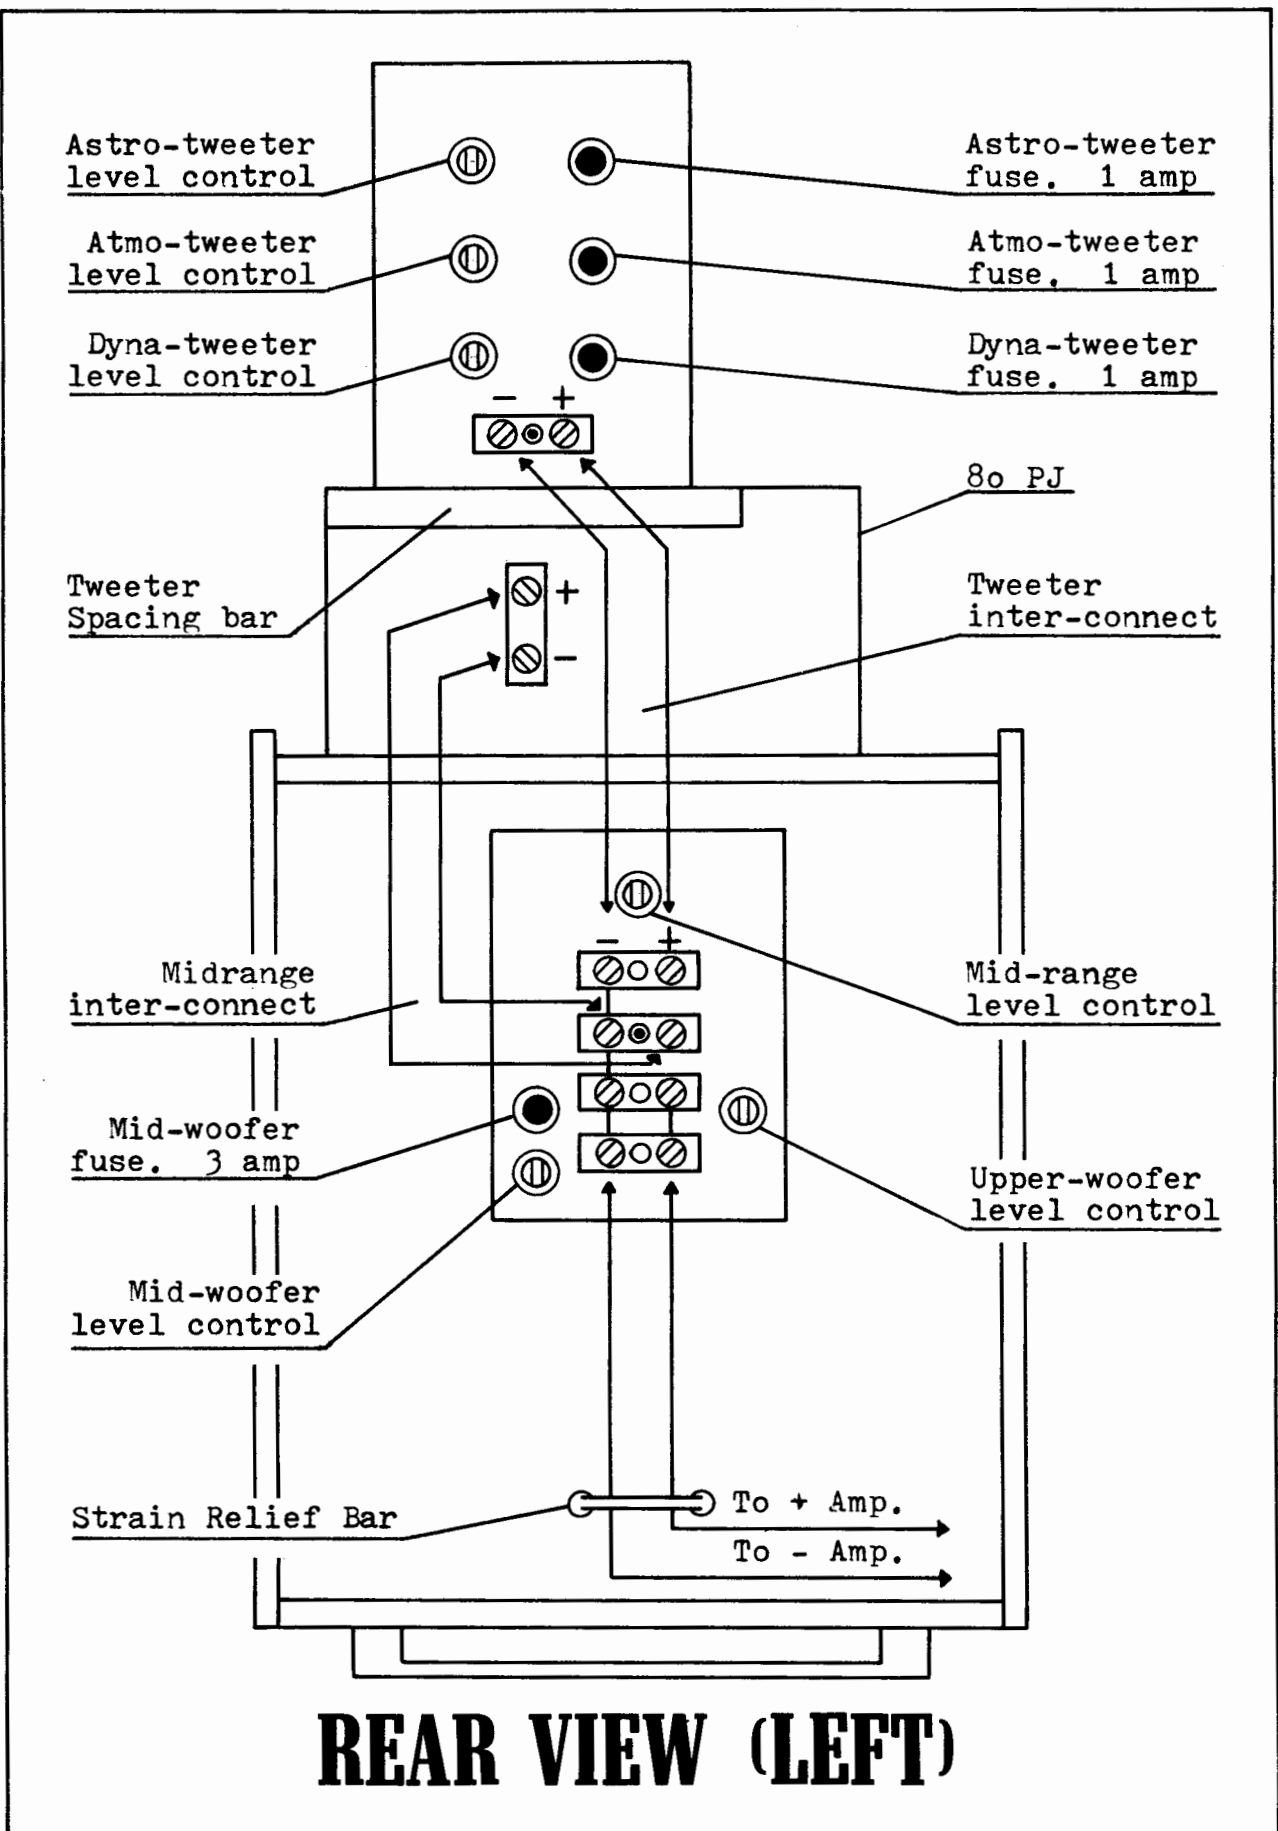 Astro-tweeter
level control
Astro-tweeter
fuse. 1 amp
Atmo-tweeter
level control
Atmo-tweeter
fuse. 1 amp
Dyna-tweeter
level control
Dyna-tweeter
fuse. 1 amp
− +
8o PJ
Tweeter
Spacing bar
+
−
Tweeter
inter-connect
− +
Midrange
inter-connect
Mid-range
level control
Mid-woofer
fuse. 3 amp
Upper-woofer
level control
Mid-woofer
level control
Strain Relief Bar
To + Amp.
To - Amp.
REAR VIEW (LEFT)